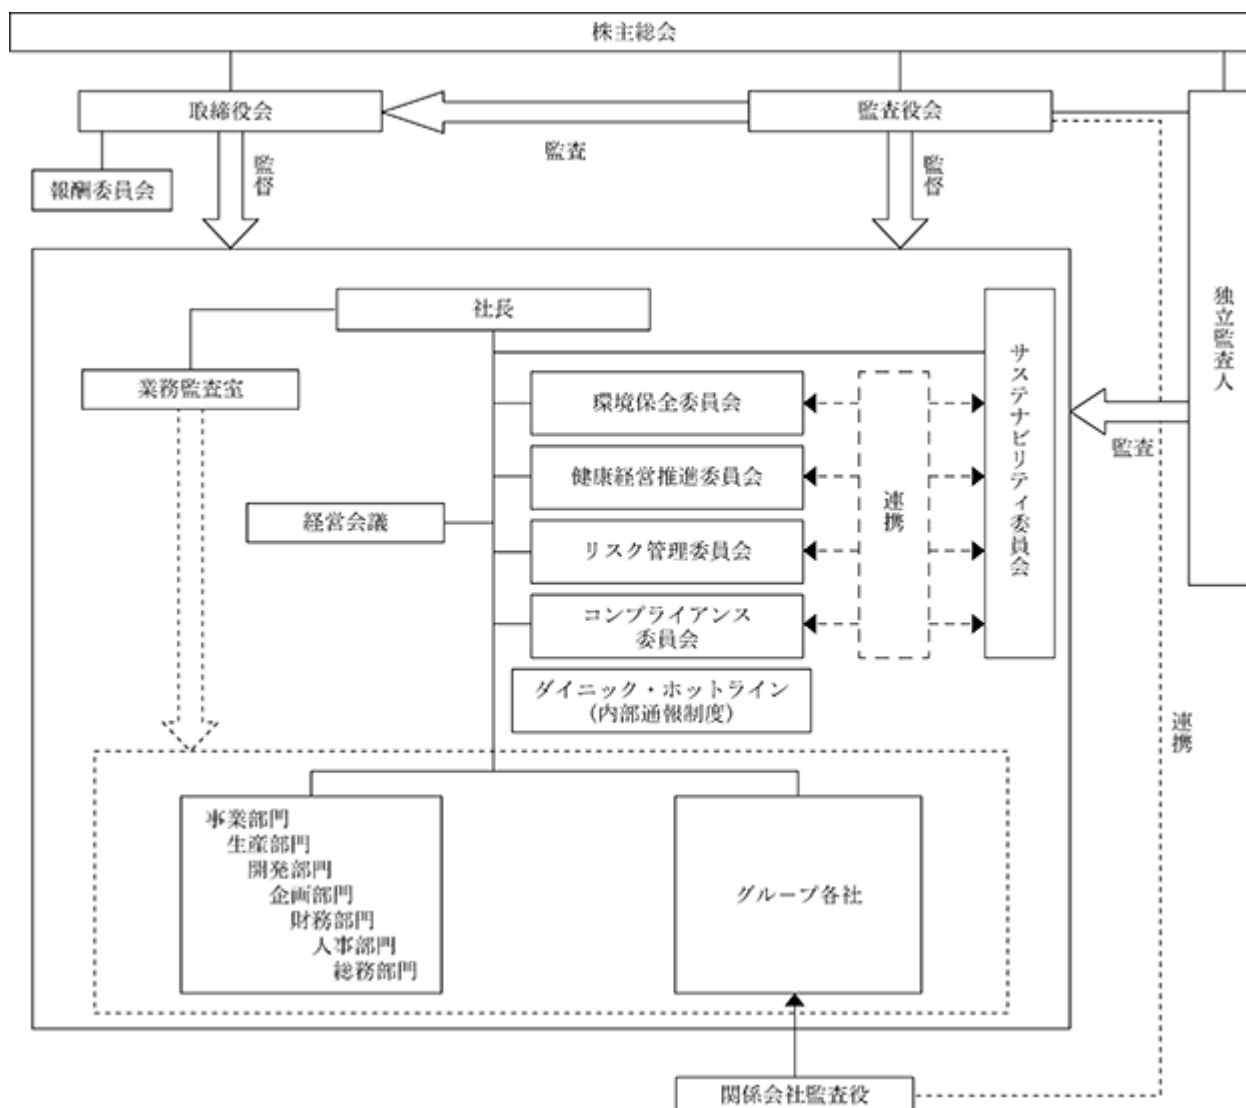 株主総会
取締役会
監査役会
監査
報酬委員会
監督
監督
独立監査人
社長
サステナビリティ委員会
業務監査室
環境保全委員会
監査
健康経営推進委員会
連携
経営会議
リスク管理委員会
コンプライアンス
委員会
ダイニック・ホットライン
(内部通報制度)
連携
事業部門
生産部門
開発部門
企画部門
財務部門
人事部門
総務部門
グループ各社
関係会社監査役